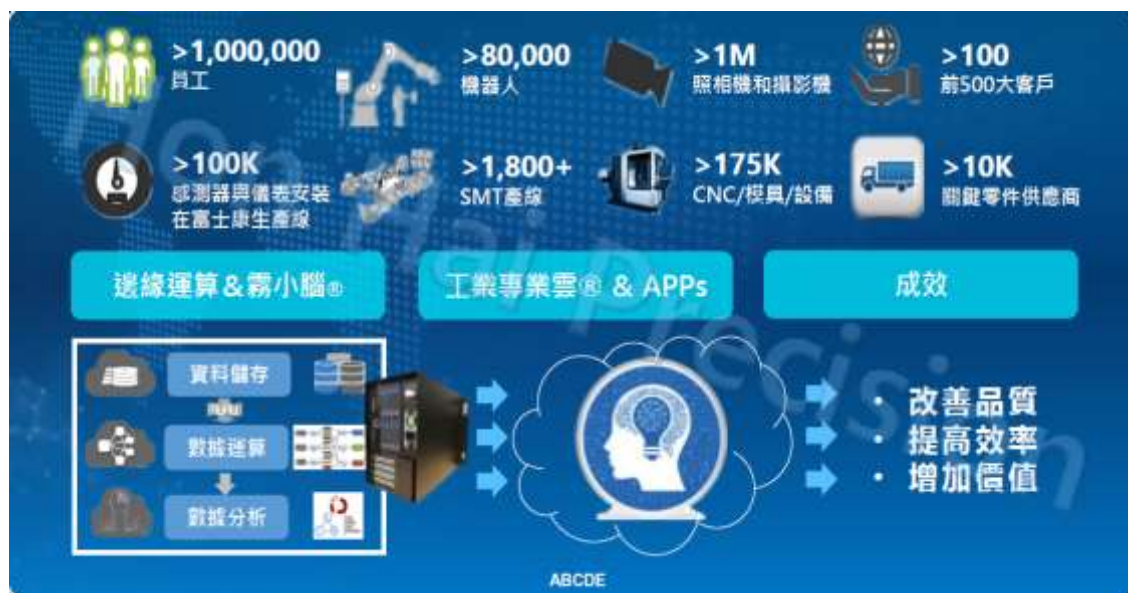 >1,000,000
員工
>80,000
機器人
>1M
照相機和攝影機
>100
前500大客戶
>100K
感測器與儀表安裝
在富士康生產線
>1,800+
SMT產線
>175K
CNC/模具/設備
>10K
關鍵零件供應商
邊緣運算&霧小腦®
工業專業雲® & APPs
成效
資料儲存
數據運算
數據分析
· 改善品質
· 提高效率
· 增加價值
Hon Hai Precision
ABCDE